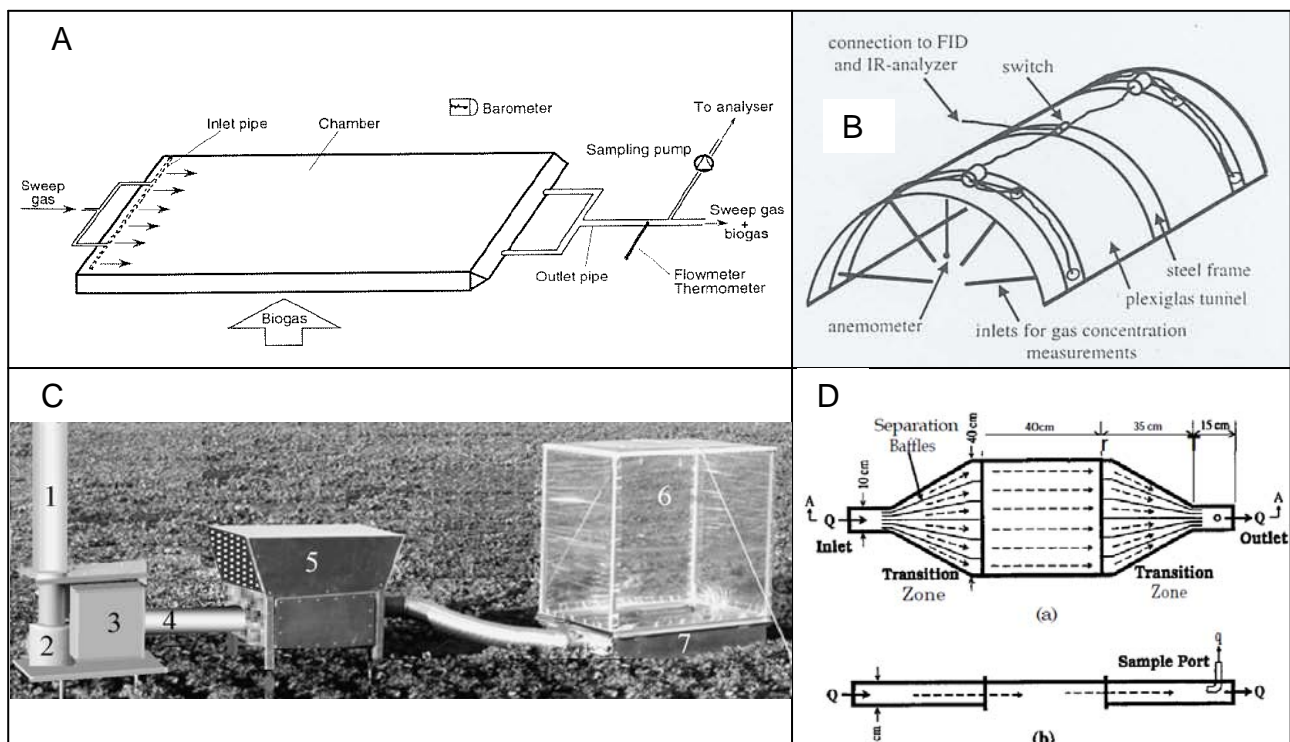 A
Barometer
To analyser
Inlet pipe
Chamber
Sampling pump
Sweep
gas
Sweep gas
+
biogas
Outlet pipe
Flowmeter
Thermometer
Biogas
B
connection to FID
and IR-analyzer
switch
steel frame
plexiglas tunnel
anemometer
inlets for gas concentration
measurements
C
1
2
3
4
5
6
7
D
Separation
Baffles
40cm
40cm
35 cm
15 cm
10 cm
A
A
Q
Q
Inlet
Outlet
Transition
Zone
Transition
Zone
(a)
q
Sample Port
Q
Q
cm
(b)